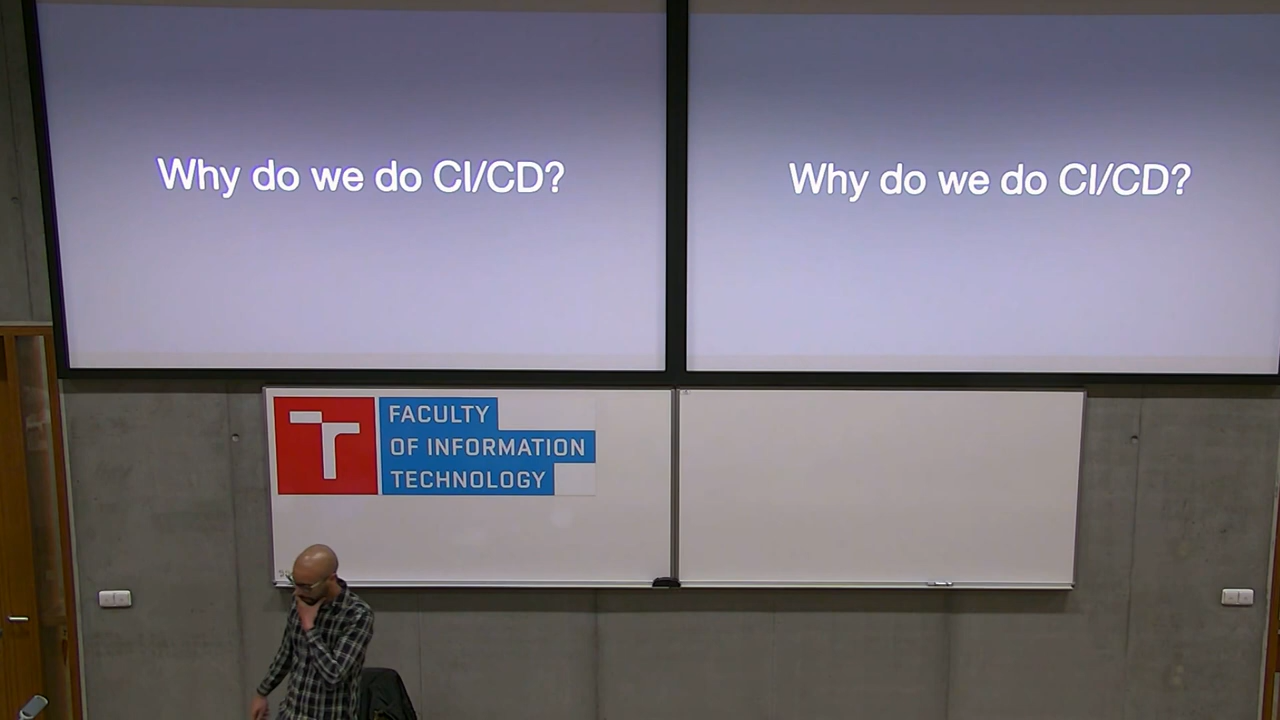 Why do we do CI/CD?
Why do we do CI/CD?
FACULTY
OF INFORMATION
TECHNOLOGY